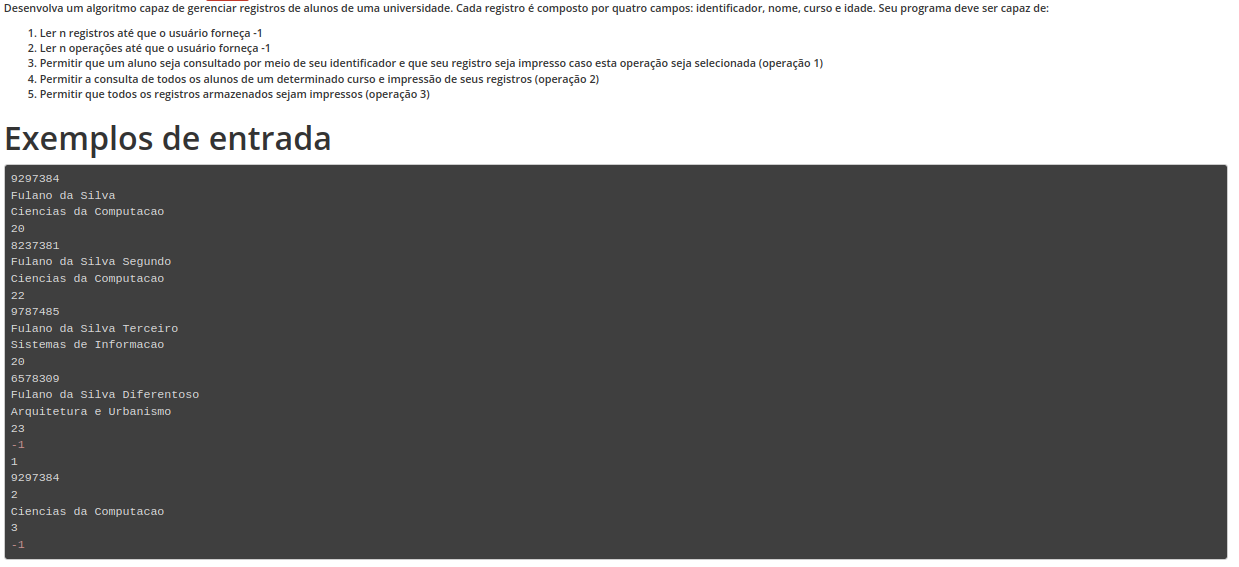 Desenvolva um algoritmo capaz de gerenciar registros de alunos de uma universidade. Cada registro é composto por quatro campos: identificador, nome, curso e idade. Seu programa deve ser capaz de:
1. Ler n registros até que o usuário forneça -1
2. Ler n operações até que o usuário forneça -1
3. Permitir que um aluno seja consultado por meio de seu identificador e que seu registro seja impresso caso esta operação seja selecionada (operação 1)
4. Permitir a consulta de todos os alunos de um determinado curso e impressão de seus registros (operação 2)
5. Permitir que todos os registros armazenados sejam impressos (operação 3)
Exemplos de entrada
9297384
Fulano da Silva
Ciencias da Computacao
20
8237381
Fulano da Silva Segundo
Ciencias da Computacao
22
9787485
Fulano da Silva Terceiro
Sistemas de Informacao
20
6578309
Fulano da Silva Diferentoso
Arquitetura e Urbanismo
23
-1
1
9297384
2
Ciencias da Computacao
3
-1